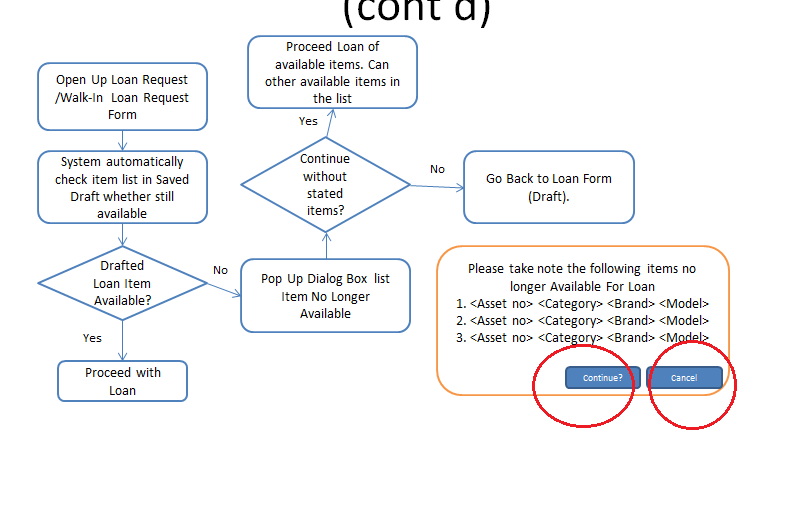 (cont'd)
Open Up Loan Request
/Walk-In Loan Request
Form
System automatically
check item list in Saved
Draft whether still
available
Drafted
Loan Item
Available?
No
Yes
Proceed with
Loan
Pop Up Dialog Box list
Item No Longer
Available
Continue
without
stated
items?
Yes
Proceed Loan of
available items. Can
other available items in
the list
No
Go Back to Loan Form
(Draft).
Please take note the following items no
longer Available For Loan
1. <Asset no> <Category> <Brand> <Model>
2. <Asset no> <Category> <Brand> <Model>
3. <Asset no> <Category> <Brand> <Model>
Continue?
Cancel